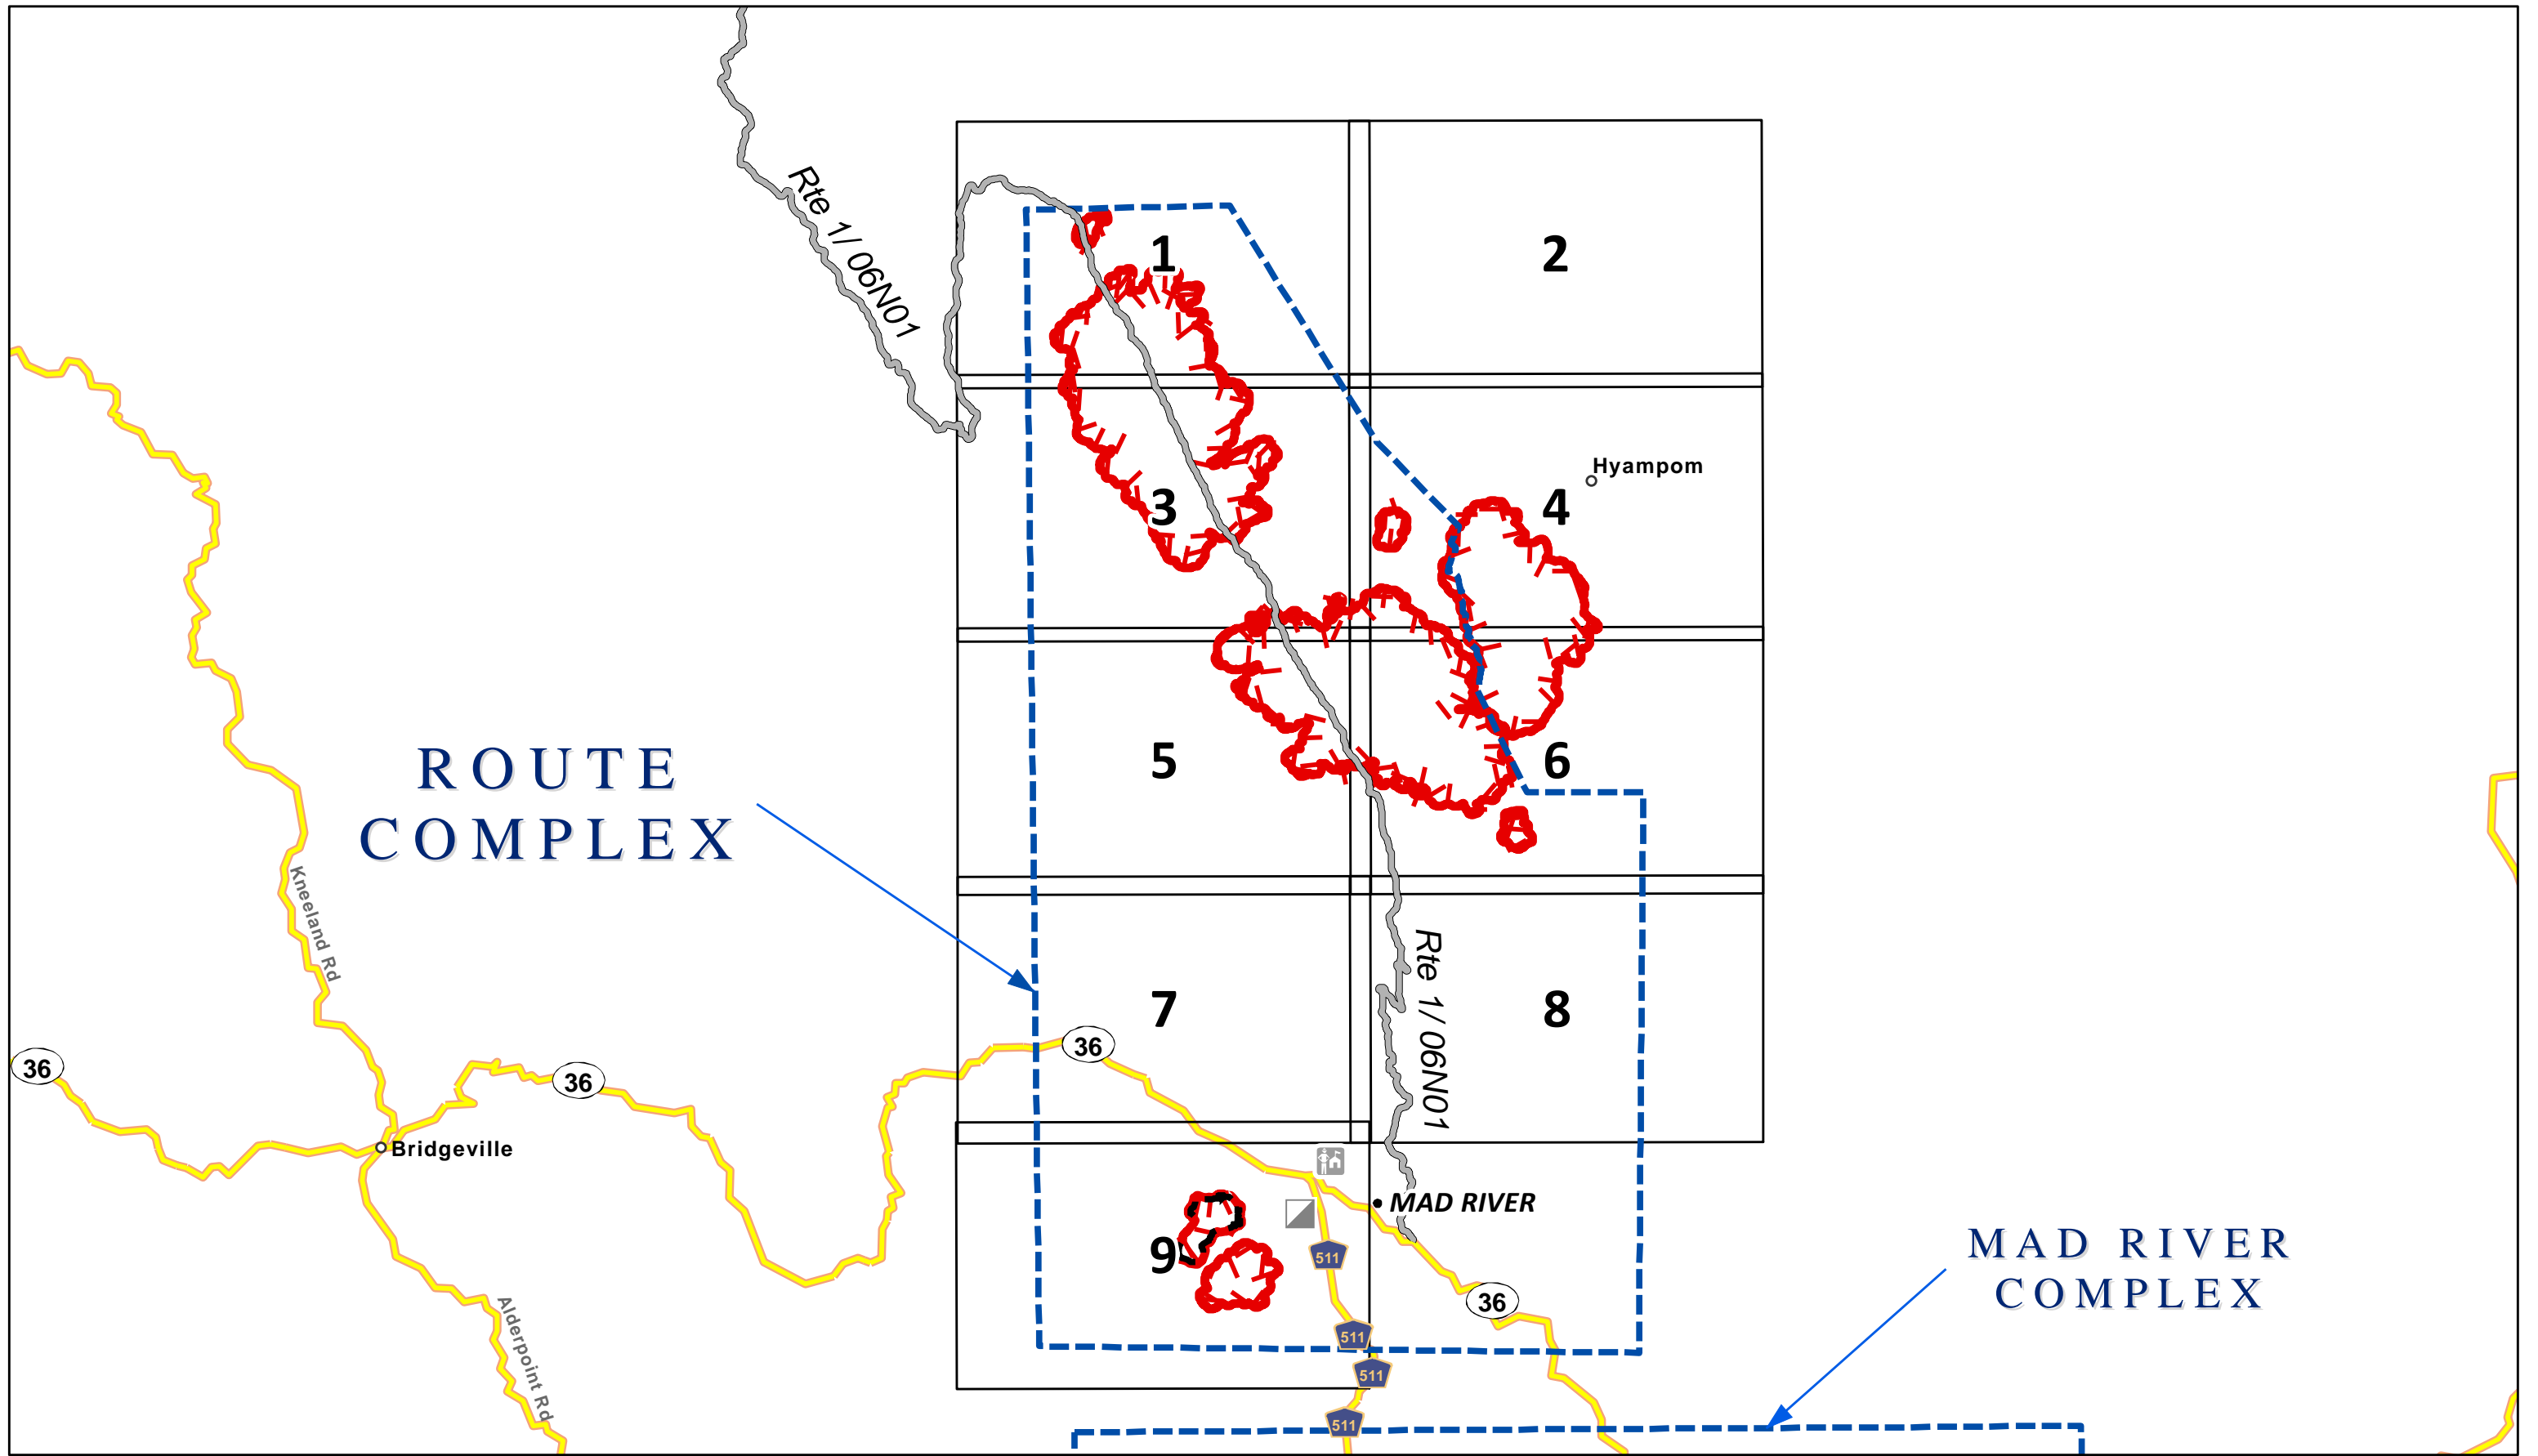 Rte 1/ 06N01
1
2
Hyampom
3
4
ROUTE
COMPLEX
5
6
Kneeland Rd
Rte 1/ 06N01
7
8
36
36
36
Bridgeville
MAD RIVER
9
511
MAD RIVER
COMPLEX
36
Alderpoint Rd
511
511
511